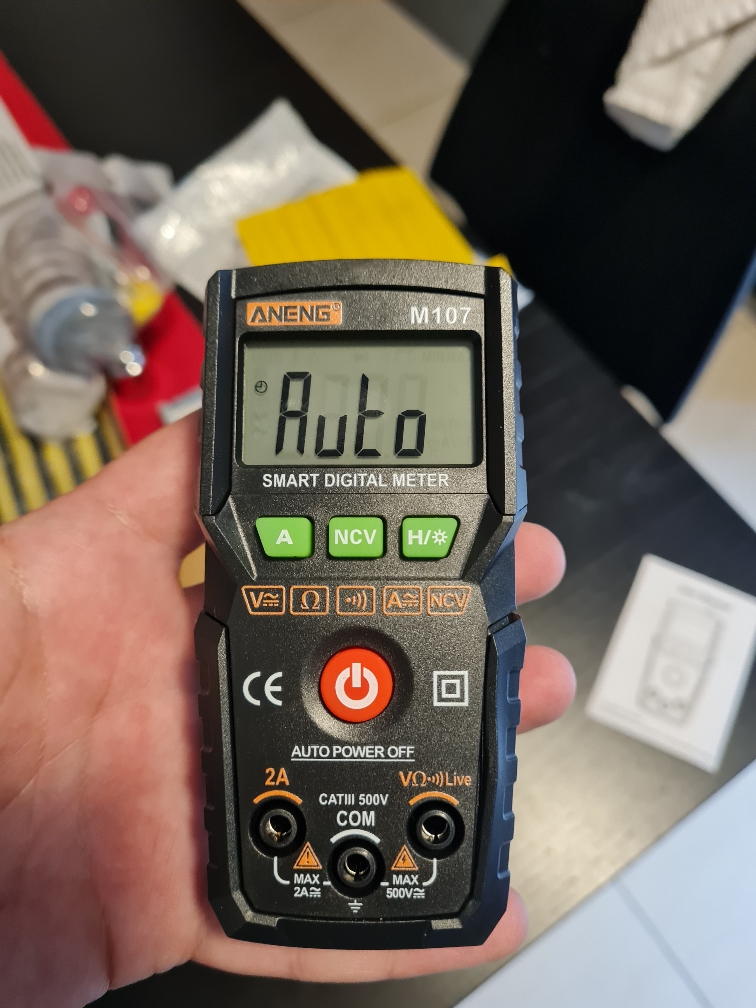 ANENG
M107
Auto
SMART DIGITAL METER
A NCV H/☼
V≅ Ω •))) A≅ NCV
CE
AUTO POWER OFF
2A
VΩ•))Live
CATIII 500V
COM
MAX
2A≅
MAX
500V≅